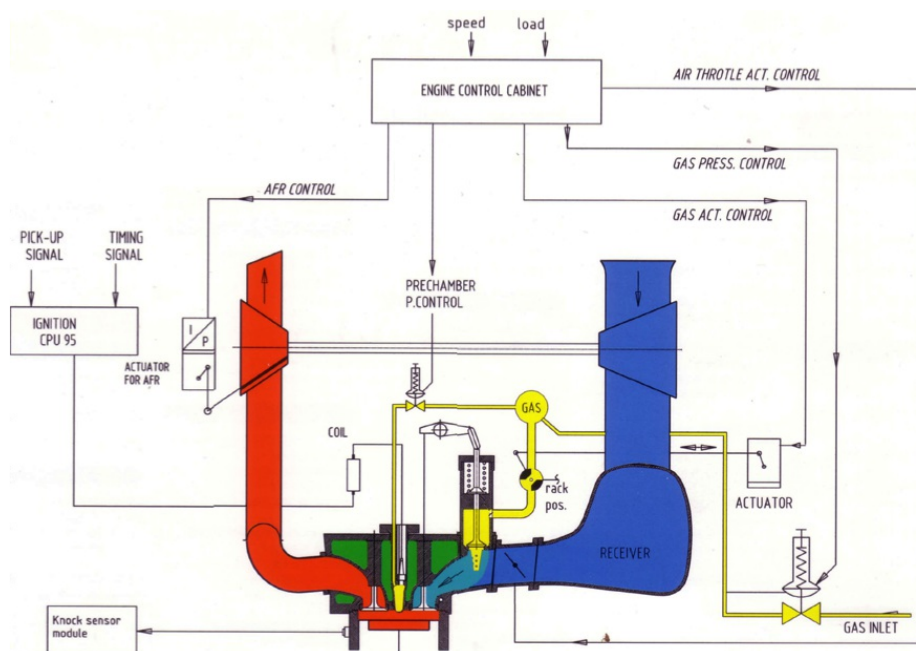 speed load
ENGINE CONTROL CABINET
AIR THROTLE ACT. CONTROL
GAS PRESS. CONTROL
AFR CONTROL
GAS ACT. CONTROL
PICK-UP
SIGNAL
TIMING
SIGNAL
PRECHAMBER
P.CONTROL
IGNITION
CPU 95
I
P
ACTUATOR
FOR AFR
GAS
COIL
rack
pos.
ACTUATOR
RECEIVER
Knock sensor
module
GAS INLET